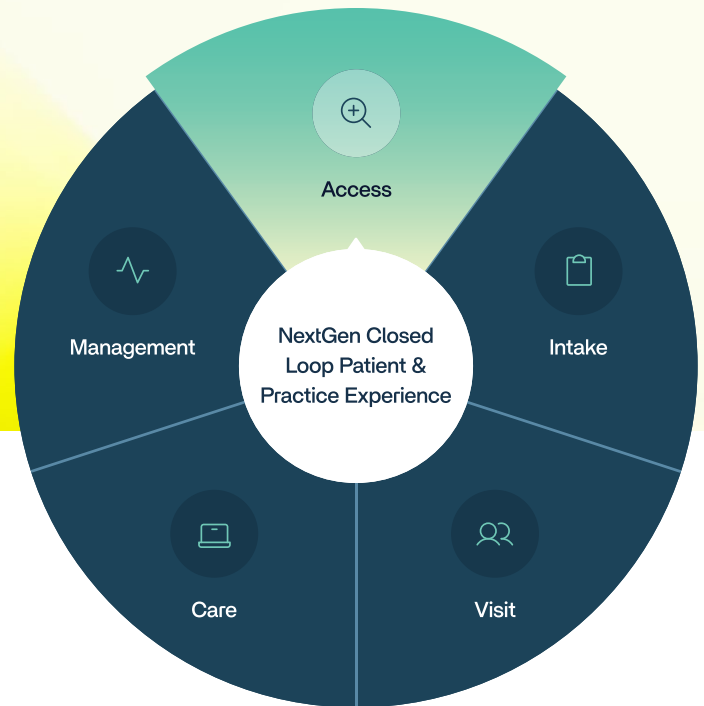 Access
Management
Intake
NextGen Closed
Loop Patient &
Practice Experience
Care
Visit